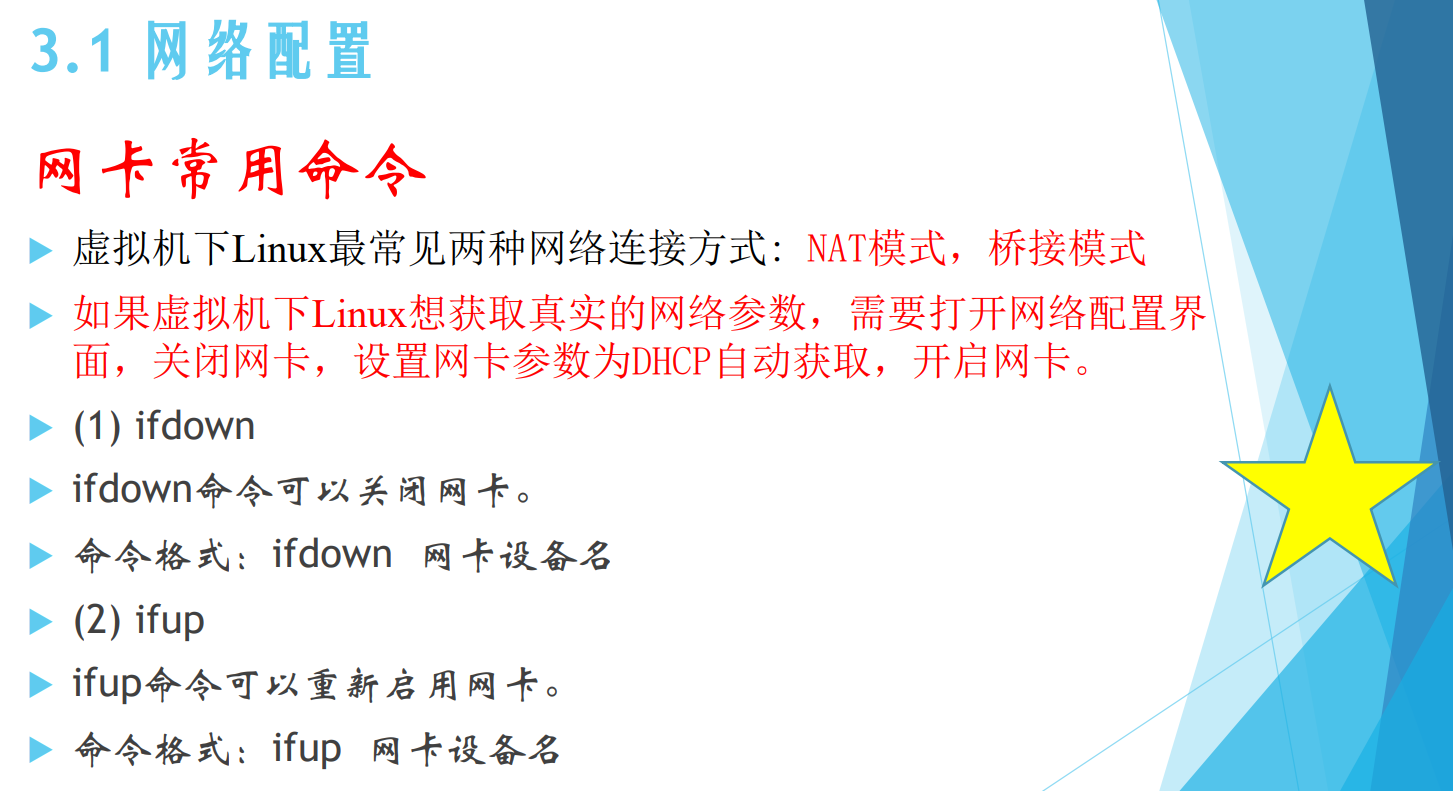 3.1 网络配置
网卡常用命令
虚拟机下Linux最常见两种网络连接方式：NAT模式，桥接模式
如果虚拟机下Linux想获取真实的网络参数，需要打开网络配置界
面，关闭网卡，设置网卡参数为DHCP自动获取，开启网卡。
(1) ifdown
ifdown命令可以关闭网卡。
命令格式：ifdown 网卡设备名
(2) ifup
ifup命令可以重新启用网卡。
命令格式：ifup 网卡设备名